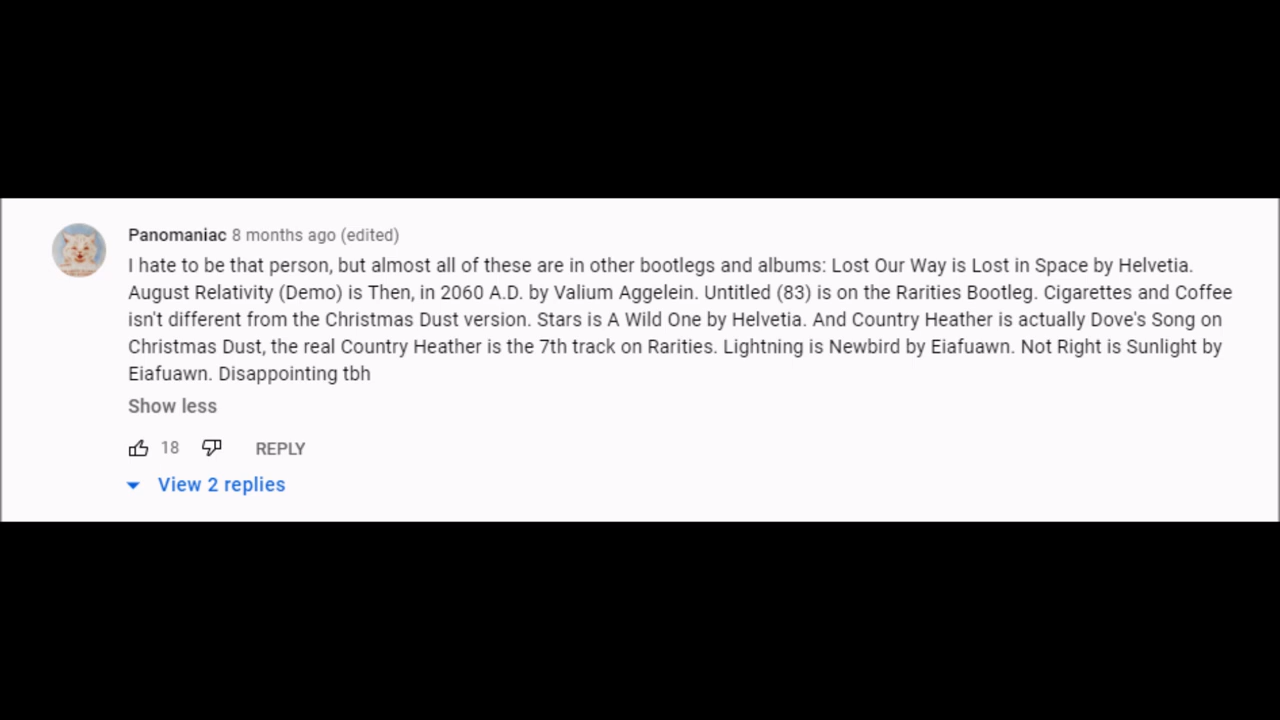 Panomaniac 8 months ago (edited)
I hate to be that person, but almost all of these are in other bootlegs and albums: Lost Our Way is Lost in Space by Helvetia.
August Relativity (Demo) is Then, in 2060 A.D. by Valium Aggelein. Untitled (83) is on the Rarities Bootleg. Cigarettes and Coffee
isn't different from the Christmas Dust version. Stars is A Wild One by Helvetia. And Country Heather is actually Dove's Song on
Christmas Dust, the real Country Heather is the 7th track on Rarities. Lightning is Newbird by Eiafuawn. Not Right is Sunlight by
Eiafuawn. Disappointing tbh
Show less
18 REPLY
View 2 replies